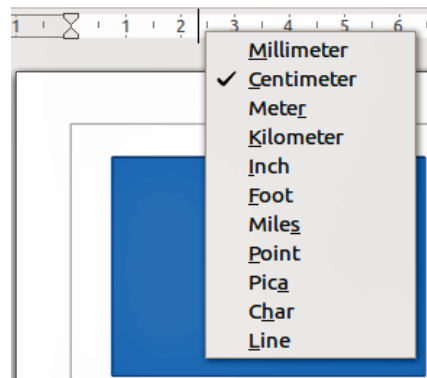 1 1 2 3 4 5 6
Millimeter
Centimeter
Meter
Kilometer
Inch
Foot
Miles
Point
Pica
Char
Line